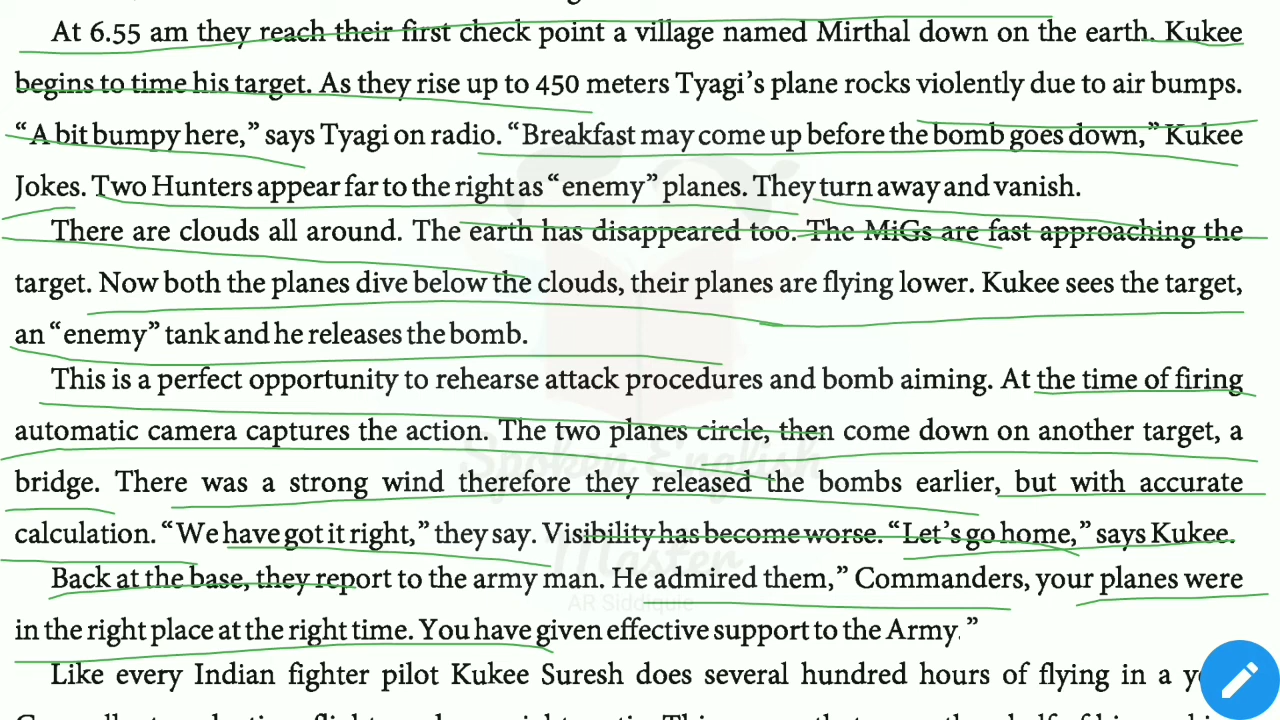 At 6.55 am they reach their first check point a village named Mirthal down on the earth. Kukee
begins to time his target. As they rise up to 450 meters Tyagi's plane rocks violently due to air bumps.
“A bit bumpy here,” says Tyagi on radio. “Breakfast may come up before the bomb goes down,” Kukee
Jokes. Two Hunters appear far to the right as “enemy” planes. They turn away and vanish.
There are clouds all around. The earth has disappeared too. The MiGs are fast approaching the
target. Now both the planes dive below the clouds, their planes are flying lower. Kukee sees the target,
an “enemy” tank and he releases the bomb.
This is a perfect opportunity to rehearse attack procedures and bomb aiming. At the time of firing
automatic camera captures the action. The two planes circle, then come down on another target, a
Spoken English
bridge. There was a strong wind therefore they released the bombs earlier, but with accurate
calculation. “We have got it right,” they say. Visibility has become worse. “Let's go home,” says Kukee.
Master
Back at the base, they report to the army man. He admired them,” Commanders, your planes were
AR Siddiquie
in the right place at the right time. You have given effective support to the Army.”
Like every Indian fighter pilot Kukee Suresh does several hundred hours of flying in a